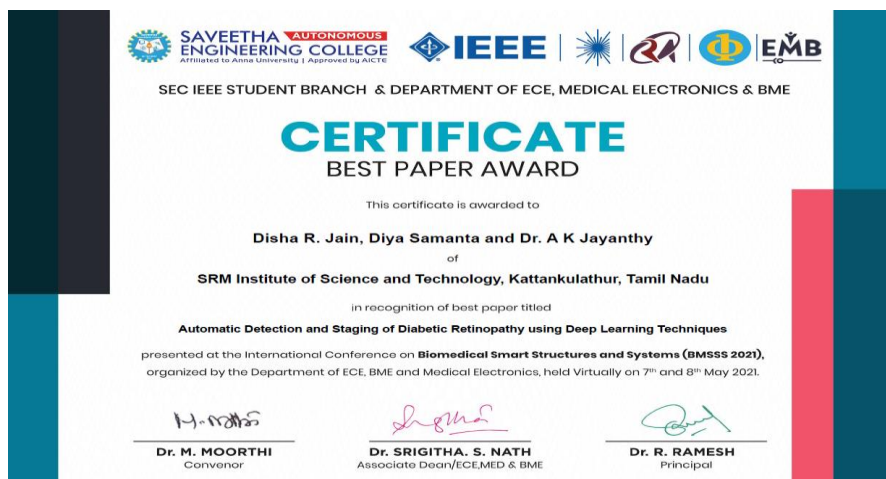 SAVEETHA AUTONOMOUS
ENGINEERING COLLEGE
Affiliated to Anna University | Approved by AICTE
IEEE
EMB
SEC IEEE STUDENT BRANCH & DEPARTMENT OF ECE, MEDICAL ELECTRONICS & BME
CERTIFICATE
BEST PAPER AWARD
This certificate is awarded to
Disha R. Jain, Diya Samanta and Dr. A K Jayanthy
of
SRM Institute of Science and Technology, Kattankulathur, Tamil Nadu
in recognition of best paper titled
Automatic Detection and Staging of Diabetic Retinopathy using Deep Learning Techniques
presented at the International Conference on Biomedical Smart Structures and Systems (BMSSS 2021),
organized by the Department of ECE, BME and Medical Electronics, held Virtually on 7th and 8th May 2021.
Dr. M. MOORTHI
Convenor
Dr. SRIGITHA. S. NATH
Associate Dean/ECE,MED & BME
Dr. R. RAMESH
Principal